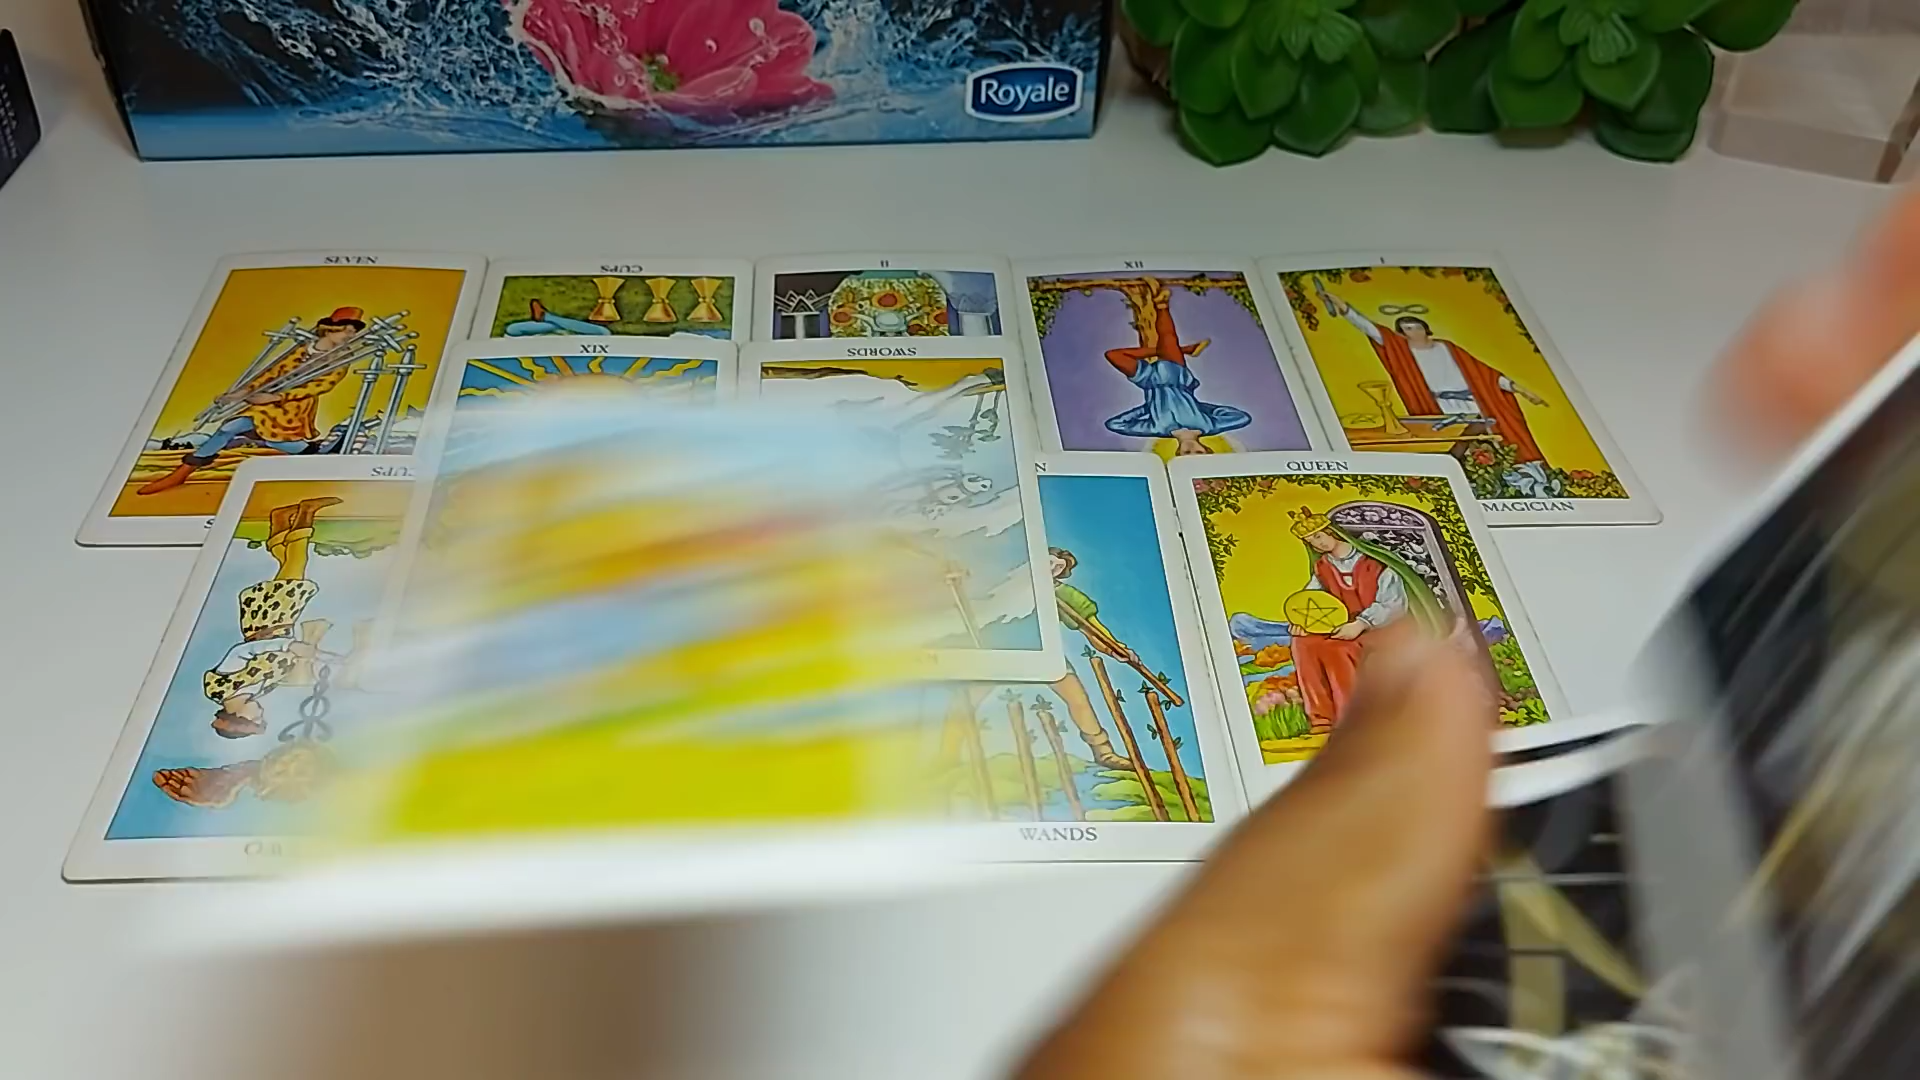 Royale
SEVEN
CUPS
II
XII
I
XIX
SWORDS
MAGICIAN
CUPS
QUEEN
WANDS